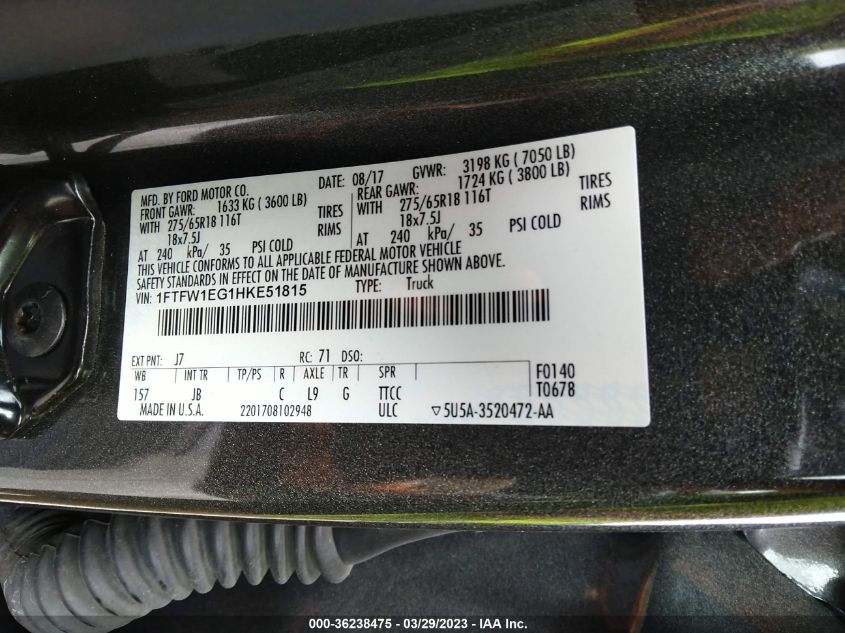 MFD. BY FORD MOTOR CO.
DATE: 08/17 GVWR: 3198 KG ( 7050 LB)
FRONT GAWR: 1633 KG ( 3600 LB) REAR GAWR: 1724 KG ( 3800 LB)
WITH 275/65R18 116T TIRES WITH 275/65R18 116T TIRES
18x7.5J RIMS 18x7.5J RIMS
AT 240 kPa/ 35 PSI COLD AT 240 kPa/ 35 PSI COLD
THIS VEHICLE CONFORMS TO ALL APPLICABLE FEDERAL MOTOR VEHICLE
SAFETY STANDARDS IN EFFECT ON THE DATE OF MANUFACTURE SHOWN ABOVE.
VIN: 1FTFW1EG1HKE51815 TYPE: Truck
EXT PNT: J7 RC: 71 DSO:
WB INT TR TP/PS R AXLE TR SPR F0140
157 JB C L9 G TTCC T067B
MADE IN U.S.A. 2201708102948 ULC ▽5U5A-3520472-AA
000-36238475 - 03/29/2023 - IAA Inc.